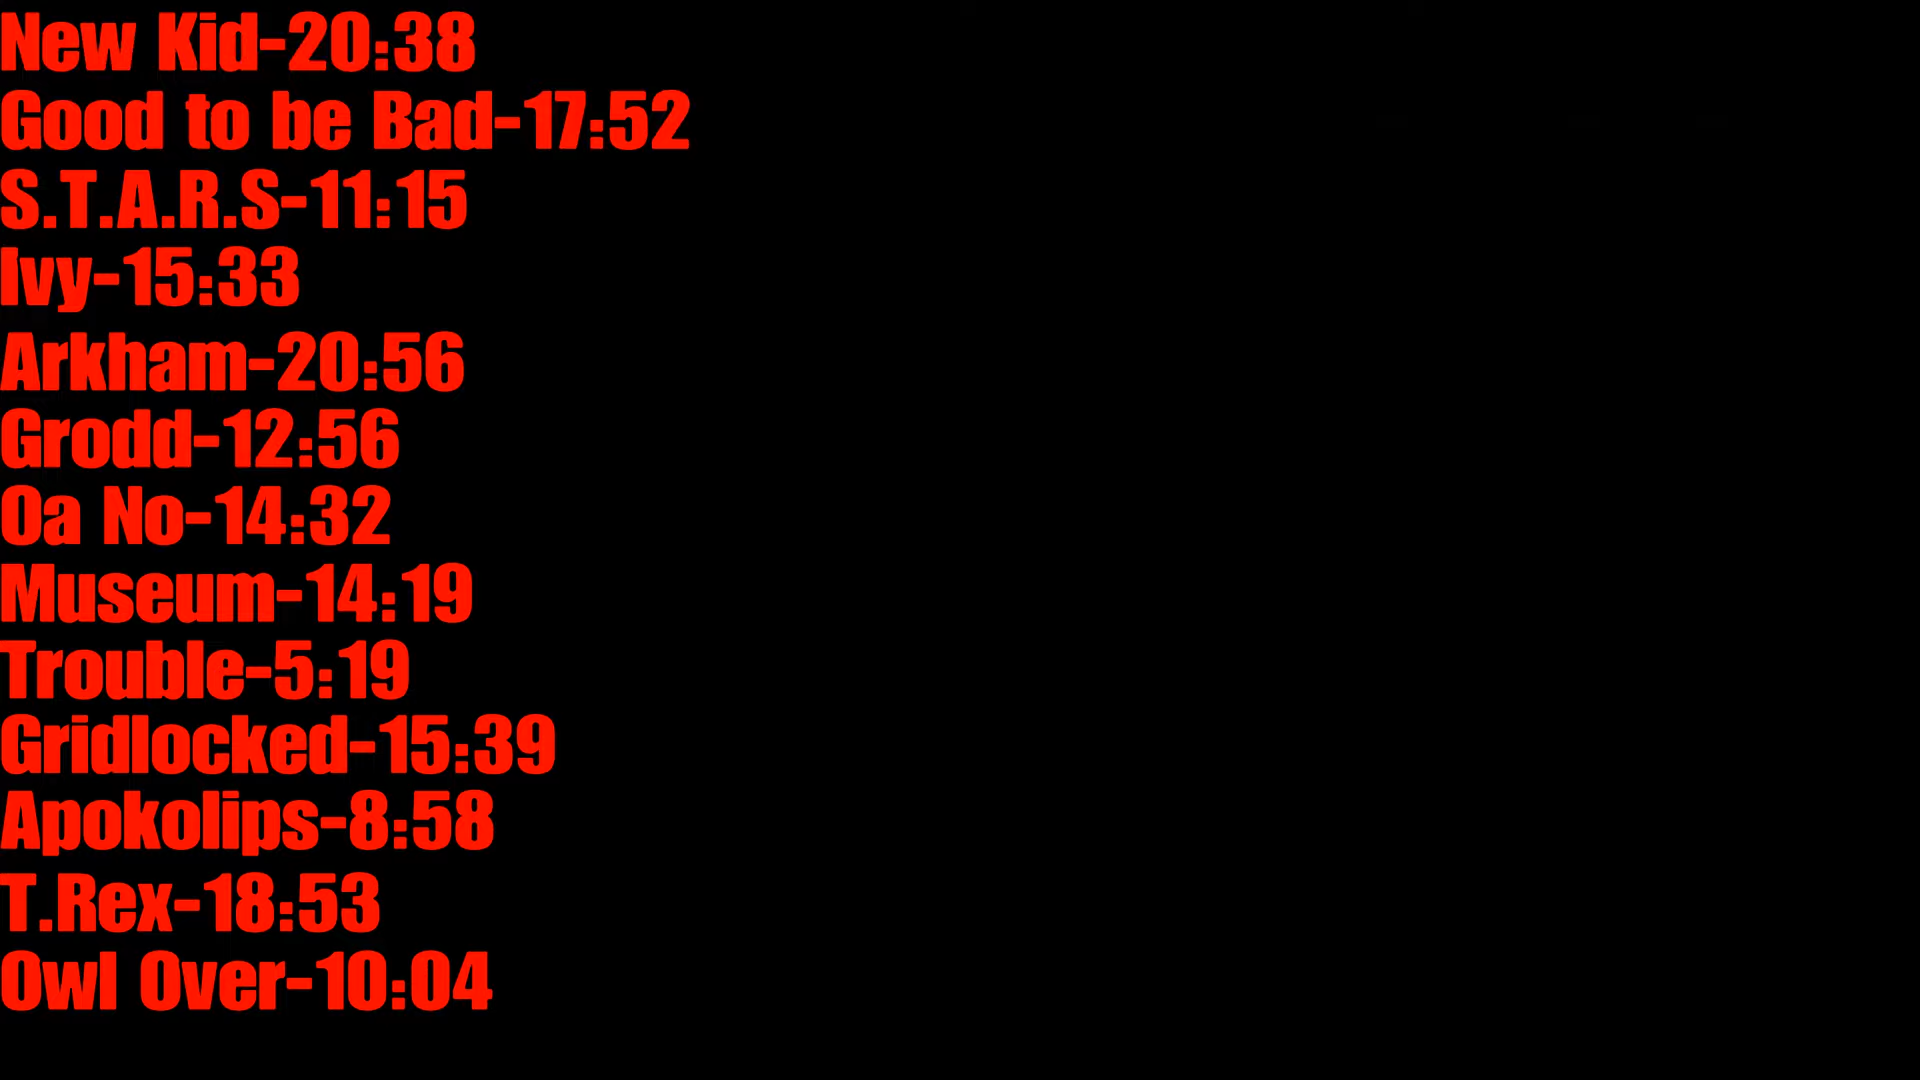 New Kid-20:38
Good to be Bad-17:52
S.T.A.R.S-11:15
Ivy-15:33
Arkham-20:56
Grodd-12:56
Oa No-14:32
Museum-14:19
Trouble-5:19
Gridlocked-15:39
Apokolips-8:58
T.Rex-18:53
Owl Over-10:04